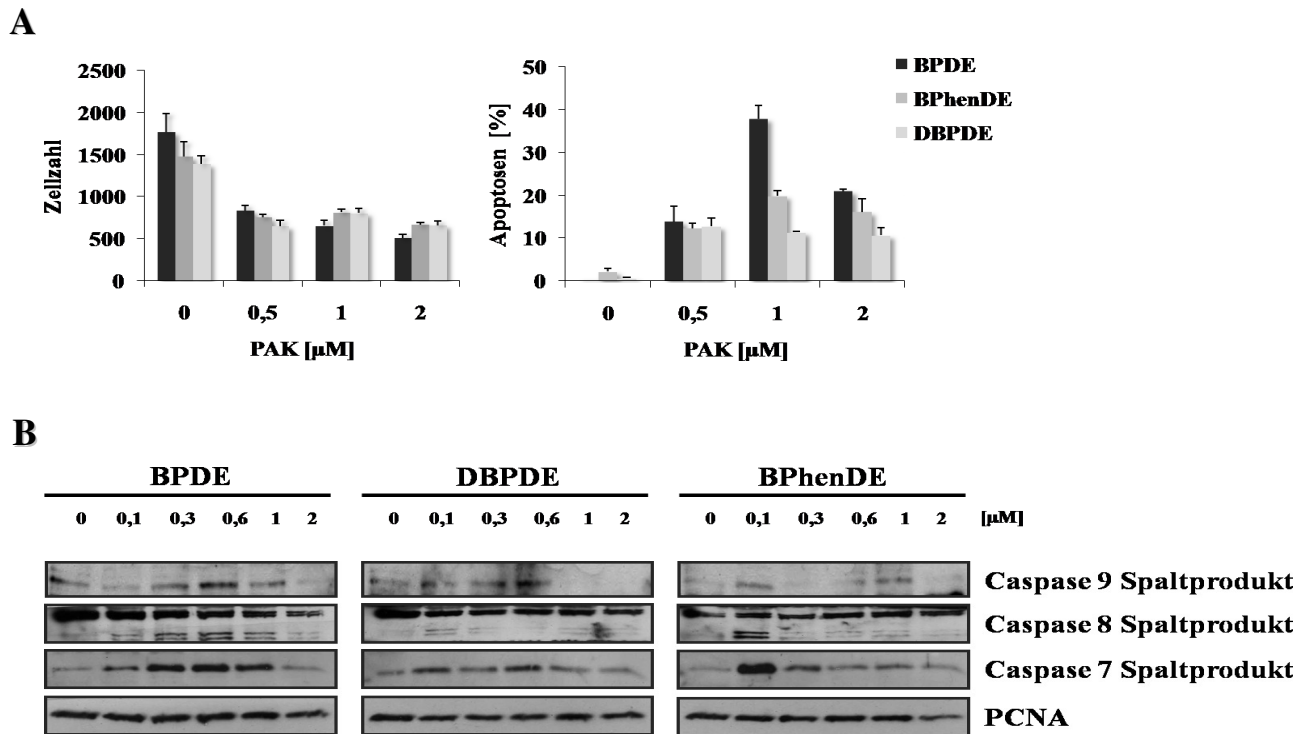 A
2500
2000
1500
1000
500
0
Zellzahl
0 0,5 1 2
PAK [µM]
50
40
30
20
10
0
Apoptosen [%]
0 0,5 1 2
PAK [µM]
BPDE
BPhenDE
DBPDE
B
BPDE DBPDE BPhenDE
0 0,1 0,3 0,6 1 2 0 0,1 0,3 0,6 1 2 0 0,1 0,3 0,6 1 2 [µM]
Caspase 9 Spaltprodukt
Caspase 8 Spaltprodukt
Caspase 7 Spaltprodukt
PCNA